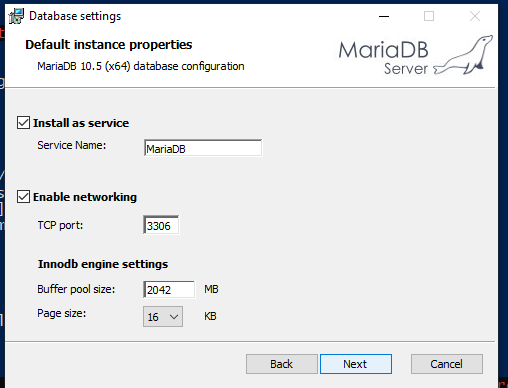 Database settings
Default instance properties
MariaDB 10.5 (x64) database configuration
MariaDB
Server
Install as service
Service Name: MariaDB
Enable networking
TCP port: 3306
Innodb engine settings
Buffer pool size: 2042 MB
Page size: 16 KB
Back Next Cancel